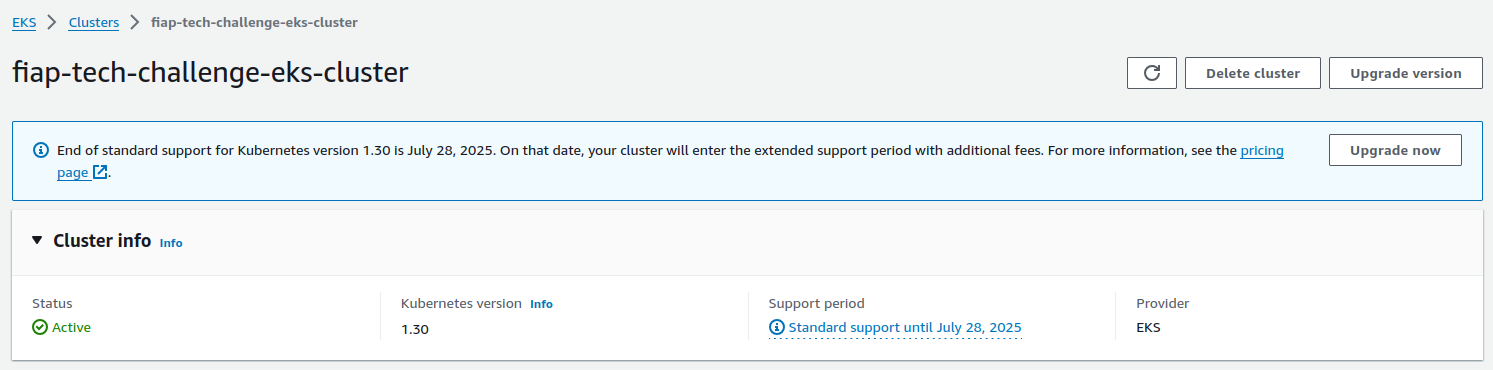 EKS > Clusters > fiap-tech-challenge-eks-cluster
fiap-tech-challenge-eks-cluster
Delete cluster
Upgrade version
End of standard support for Kubernetes version 1.30 is July 28, 2025. On that date, your cluster will enter the extended support period with additional fees. For more information, see the pricing
page.
Upgrade now
Cluster info Info
Status
Active
Kubernetes version Info
1.30
Support period
Standard support until July 28, 2025
Provider
EKS